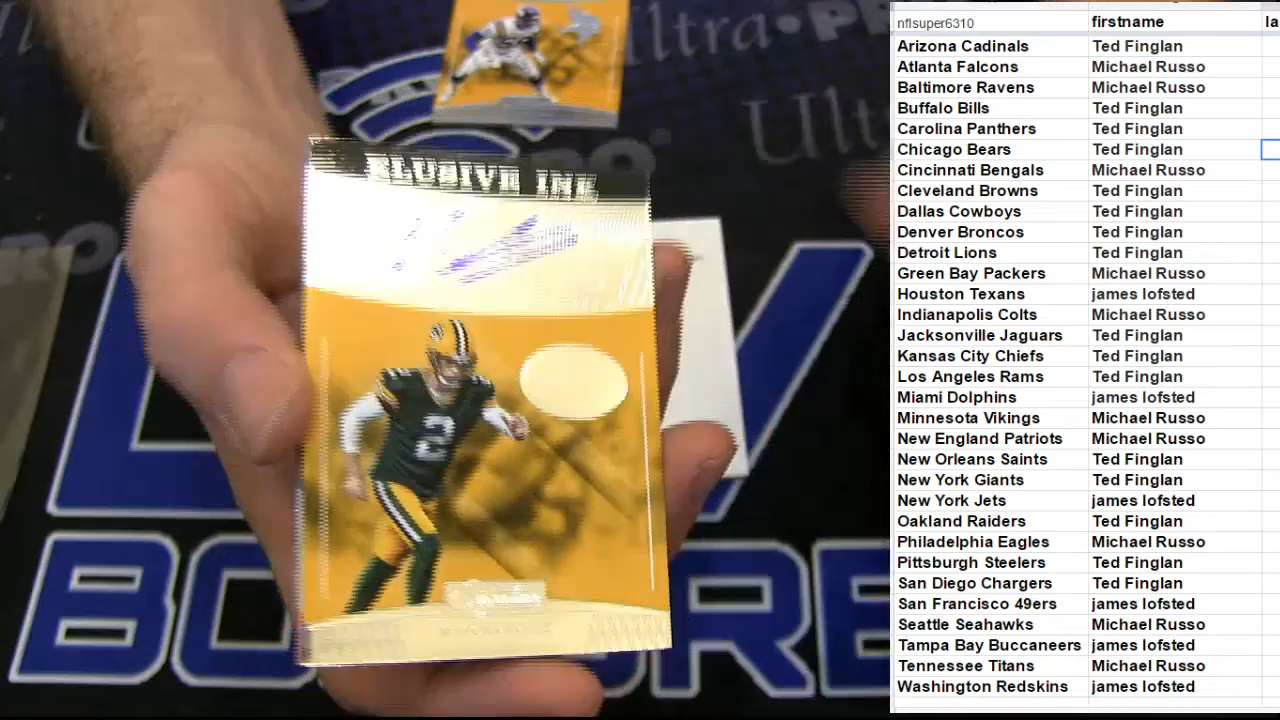 ELUSIVE INK
2
Ultra
Ultra PRO
BO RE
nflsuper6310 firstname la
Arizona Cadinals Ted Finglan
Atlanta Falcons Michael Russo
Baltimore Ravens Michael Russo
Buffalo Bills Ted Finglan
Carolina Panthers Ted Finglan
Chicago Bears Ted Finglan
Cincinnati Bengals Michael Russo
Cleveland Browns Ted Finglan
Dallas Cowboys Ted Finglan
Denver Broncos Ted Finglan
Detroit Lions Ted Finglan
Green Bay Packers Michael Russo
Houston Texans james lofsted
Indianapolis Colts Michael Russo
Jacksonville Jaguars Ted Finglan
Kansas City Chiefs Ted Finglan
Los Angeles Rams Ted Finglan
Miami Dolphins james lofsted
Minnesota Vikings Michael Russo
New England Patriots Michael Russo
New Orleans Saints Ted Finglan
New York Giants Ted Finglan
New York Jets james lofsted
Oakland Raiders Ted Finglan
Philadelphia Eagles Michael Russo
Pittsburgh Steelers Ted Finglan
San Diego Chargers Ted Finglan
San Francisco 49ers james lofsted
Seattle Seahawks Michael Russo
Tampa Bay Buccaneers james lofsted
Tennessee Titans Michael Russo
Washington Redskins james lofsted